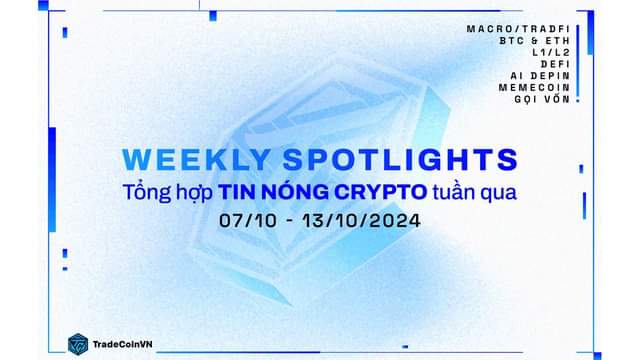 MACRO/TRADFI
BTC & ETH
L1/L2
DEFI
AI DEPIN
MEMECOIN
GỌI VỐN
WEEKLY SPOTLIGHTS
Tổng hợp TIN NÓNG CRYPTO tuần qua
07/10 - 13/10/2024
TradeCoinVN